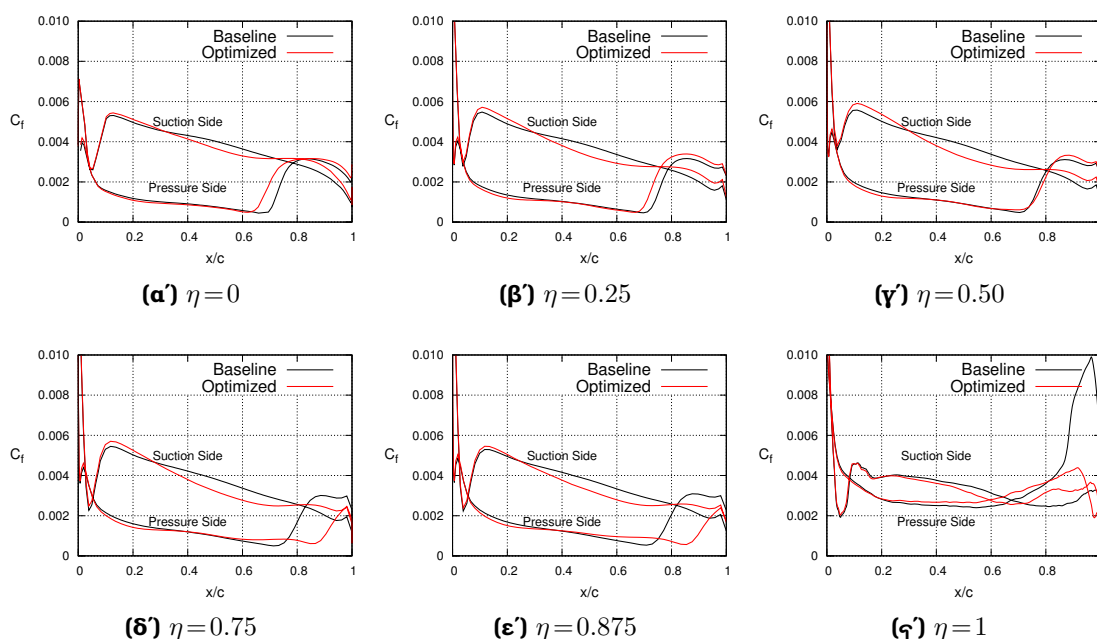 0.010
0.008
0.006
Cf
0.004
0.002
0
0 0.2 0.4 0.6 0.8 1
x/c
Baseline
Optimized
Suction Side
Pressure Side
(α′) η=0
0.010
0.008
0.006
Cf
0.004
0.002
0
0 0.2 0.4 0.6 0.8 1
x/c
Baseline
Optimized
Suction Side
Pressure Side
(β′) η=0.25
0.010
0.008
0.006
Cf
0.004
0.002
0
0 0.2 0.4 0.6 0.8
x/c
Baseline
Optimized
Suction Side
Pressure Side
(γ′) η=0.50
0.010
0.008
0.006
Cf
0.004
0.002
0
0 0.2 0.4 0.6 0.8 1
x/c
Baseline
Optimized
Suction Side
Pressure Side
(δ′) η=0.75
0.010
0.008
0.006
Cf
0.004
0.002
0
0 0.2 0.4 0.6 0.8 1
x/c
Baseline
Optimized
Suction Side
Pressure Side
(ε′) η=0.875
0.010
0.008
0.006
Cf
0.004
0.002
0
0 0.2 0.4 0.6 0.8
x/c
Baseline
Optimized
Suction Side
Pressure Side
(ϛ′) η=1